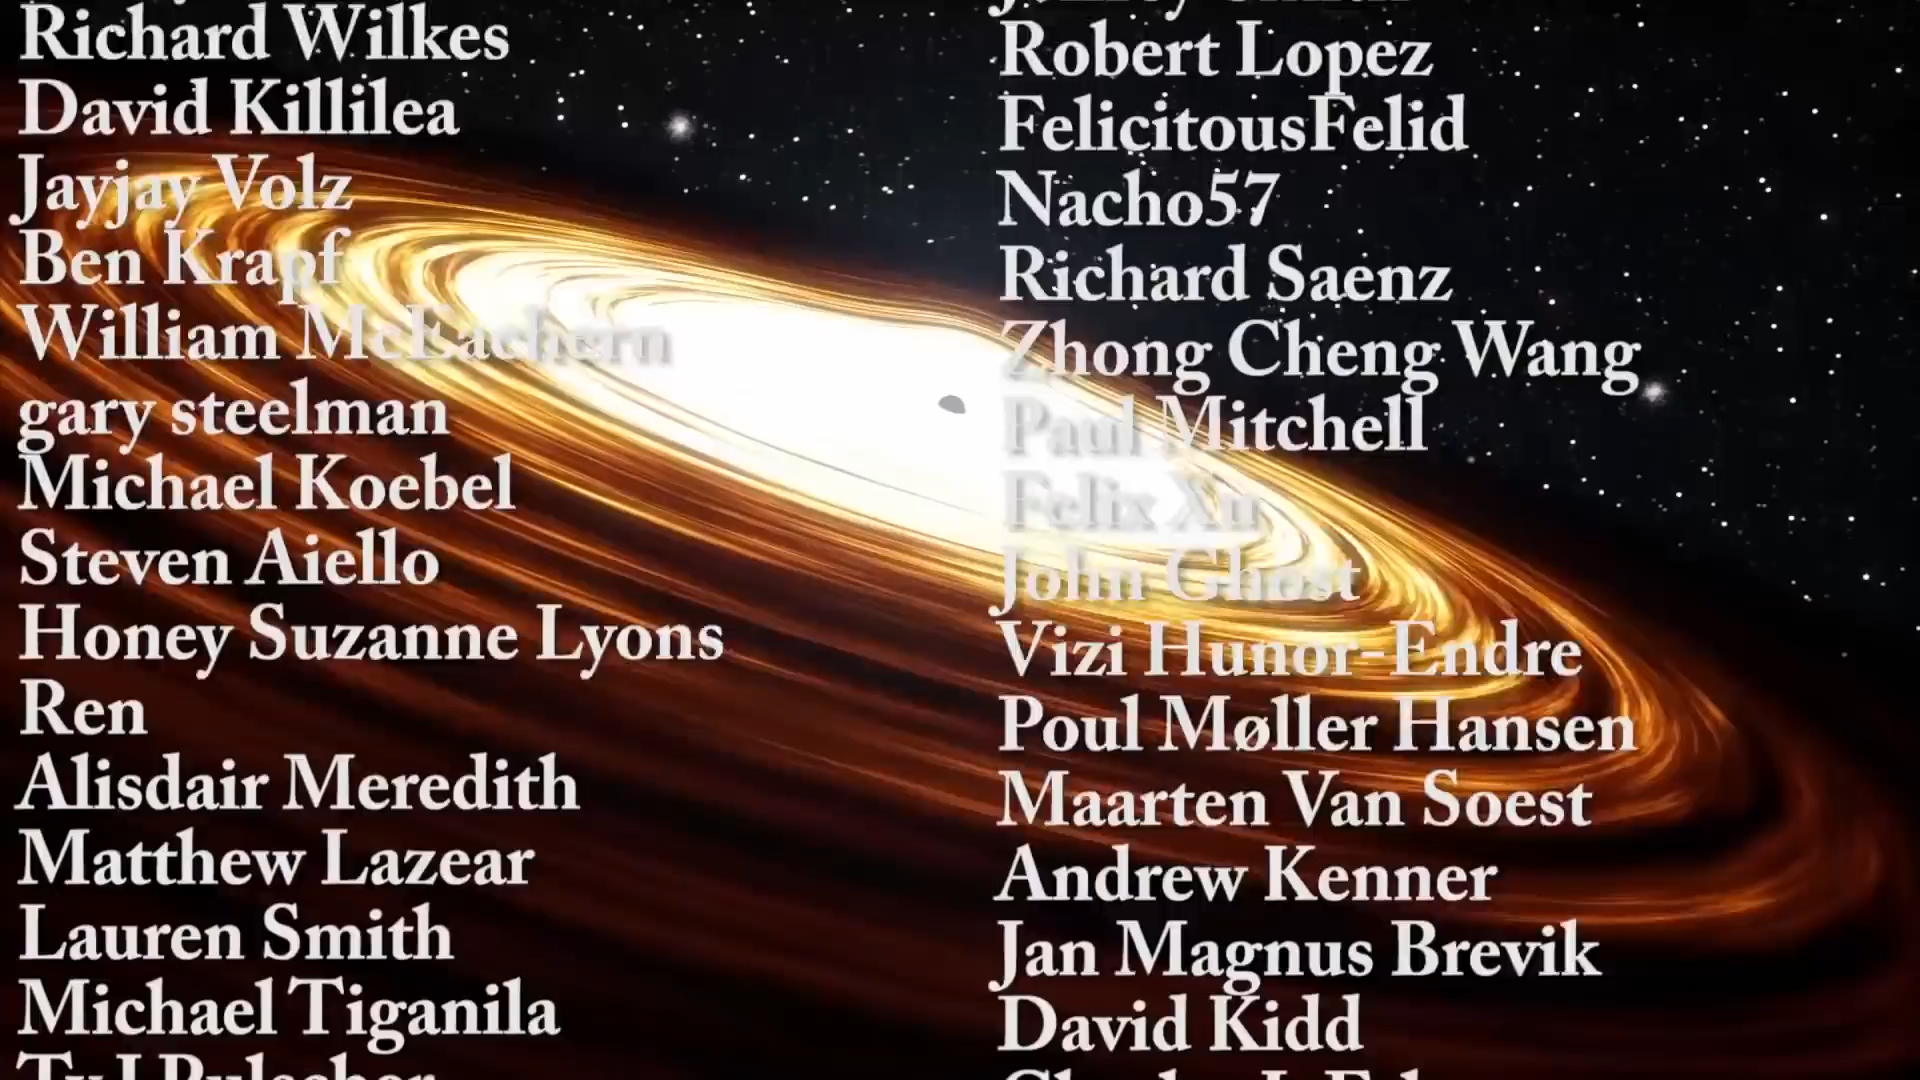 Richard Wilkes
David Killilea
Jayjay Volz
Ben Krapf
William McEachern
gary steelman
Michael Koebel
Steven Aiello
Honey Suzanne Lyons
Ren
Alisdair Meredith
Matthew Lazear
Lauren Smith
Michael Tiganila
Robert Lopez
FelicitousFelid
Nacho57
Richard Saenz
Zhong Cheng Wang
Paul Mitchell
Felix Xu
John Ghost
Vizi Hunor-Endre
Poul Møller Hansen
Maarten Van Soest
Andrew Kenner
Jan Magnus Brevik
David Kidd